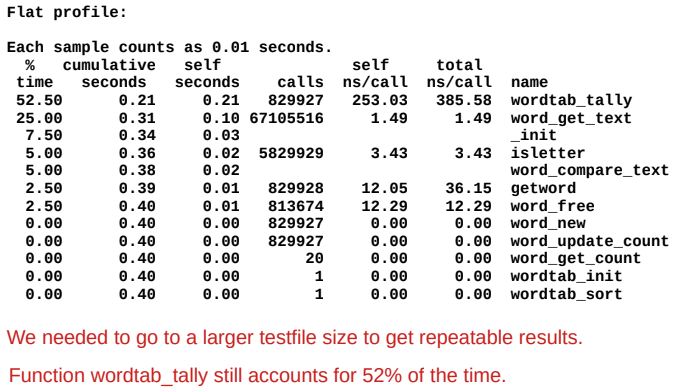 Flat profile:
Each sample counts as 0.01 seconds.
% cumulative self self total
time seconds seconds calls ns/call ns/call name
52.50 0.21 0.21 829927 253.03 385.58 wordtab_tally
25.00 0.31 0.10 67105516 1.49 1.49 word_get_text
7.50 0.34 0.03 _init
5.00 0.36 0.02 5829929 3.43 3.43 isletter
5.00 0.38 0.02 word_compare_text
2.50 0.39 0.01 829928 12.05 36.15 getword
2.50 0.40 0.01 813674 12.29 12.29 word_free
0.00 0.40 0.00 829927 0.00 0.00 word_new
0.00 0.40 0.00 829927 0.00 0.00 word_update_count
0.00 0.40 0.00 20 0.00 0.00 word_get_count
0.00 0.40 0.00 1 0.00 0.00 wordtab_init
0.00 0.40 0.00 1 0.00 0.00 wordtab_sort
We needed to go to a larger testfile size to get repeatable results.
Function wordtab_tally still accounts for 52% of the time.